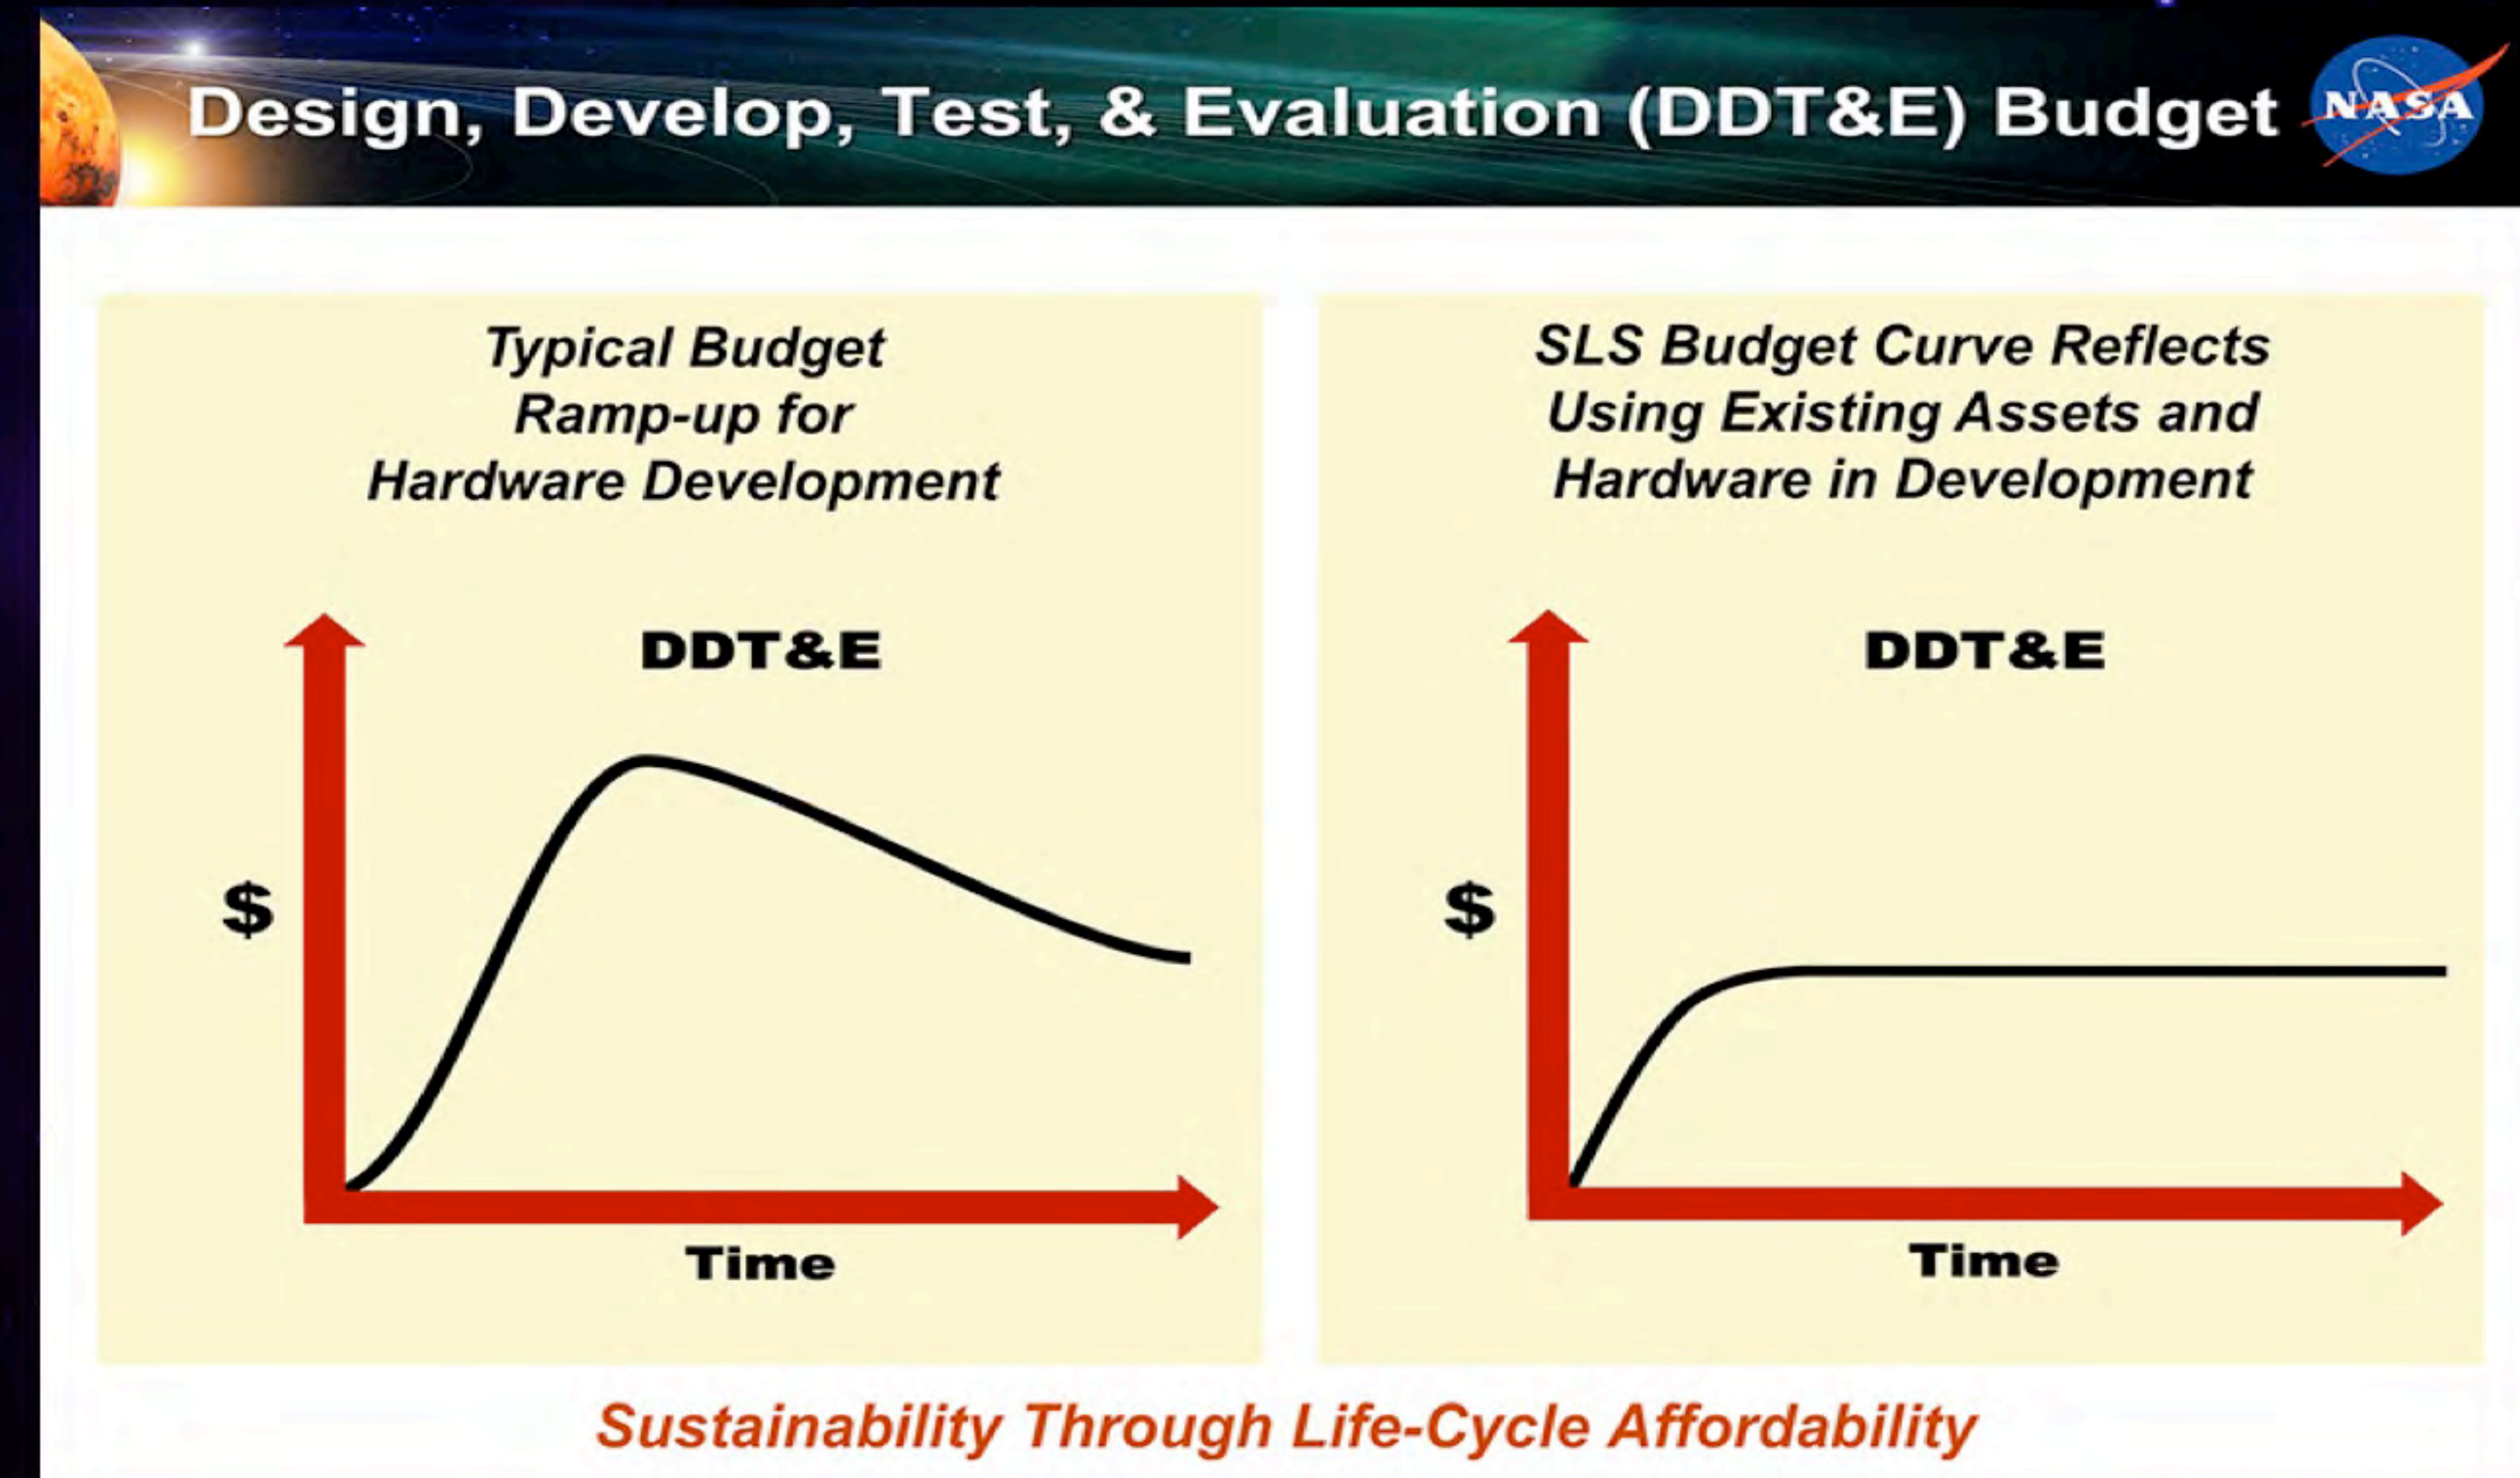 Design, Develop, Test, & Evaluation (DDT&E) Budget
NASA
Typical Budget
Ramp-up for
Hardware Development
DDT&E
$
Time
SLS Budget Curve Reflects
Using Existing Assets and
Hardware in Development
DDT&E
$
Time
Sustainability Through Life-Cycle Affordability